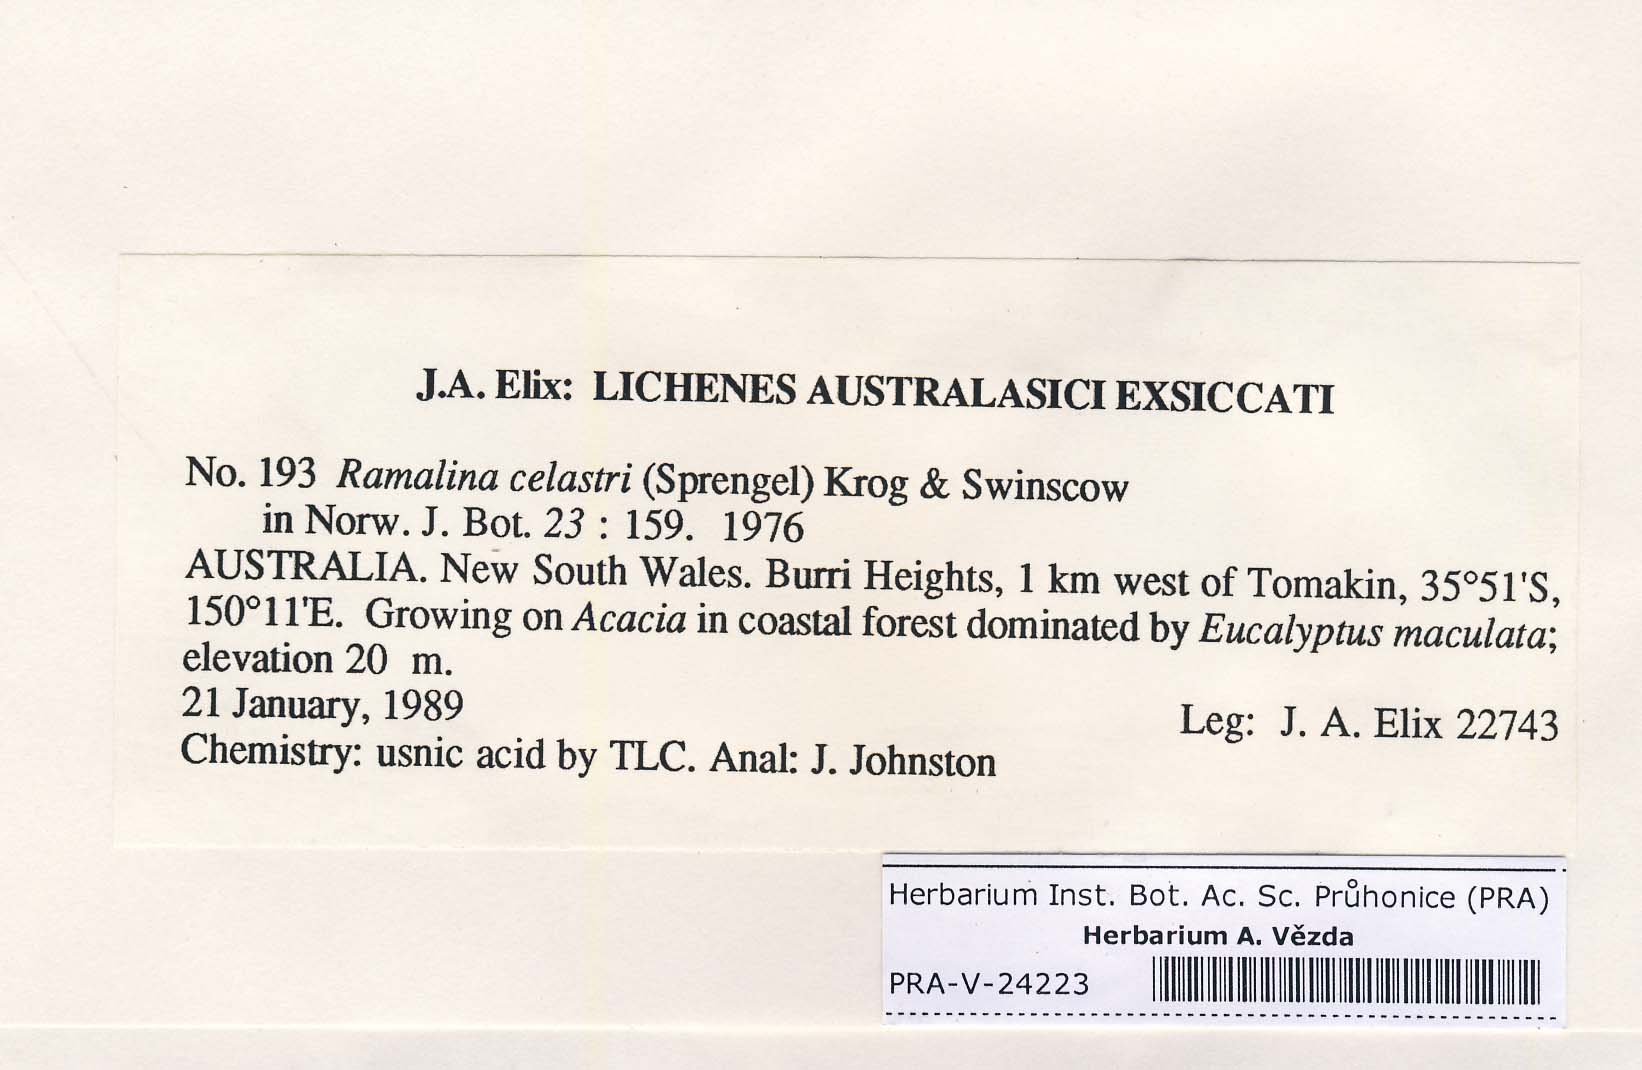 J.A. Elix: LICHENES AUSTRALASICI EXSICCATI
No. 193 Ramalina celastri (Sprengel) Krog & Swinscow
in Norw. J. Bot. 23 : 159. 1976
AUSTRALIA. New South Wales. Burri Heights, 1 km west of Tomakin, 35°51'S,
150°11'E. Growing on Acacia in coastal forest dominated by Eucalyptus maculata;
elevation 20 m.
21 January, 1989 Leg: J. A. Elix 22743
Chemistry: usnic acid by TLC. Anal: J. Johnston
Herbarium Inst. Bot. Ac. Sc. Průhonice (PRA)
Herbarium A. Vězda
PRA-V-24223